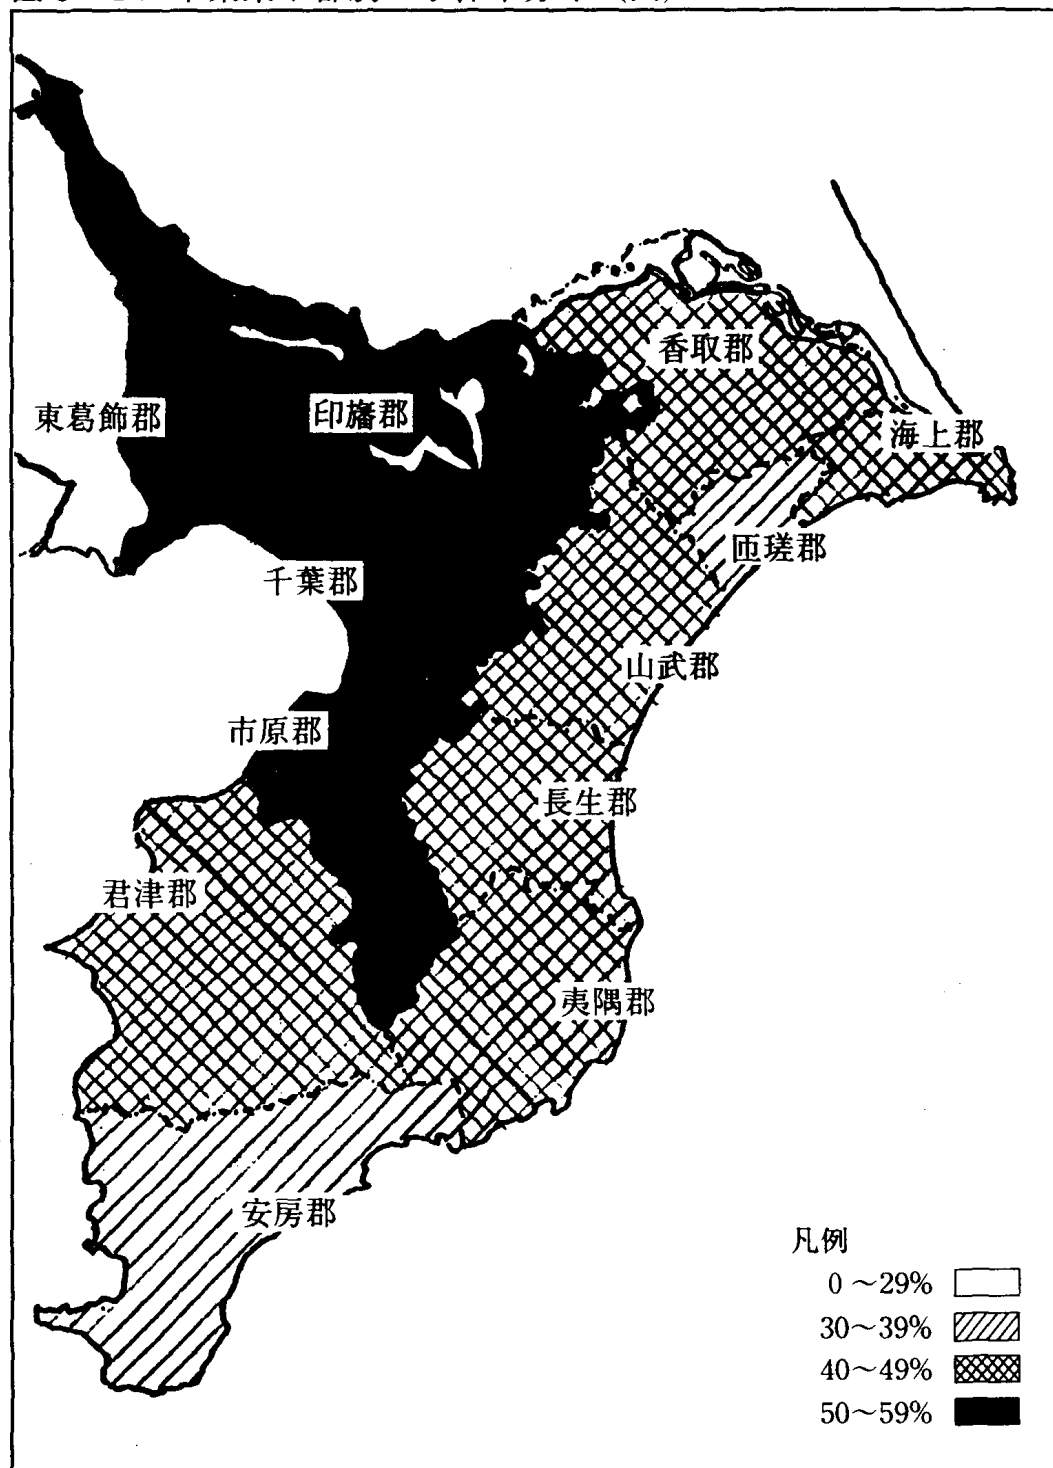 香取郡
東葛飾郡
印旛郡
海上郡
匝瑳郡
千葉郡
山武郡
市原郡
長生郡
君津郡
夷隅郡
安房郡
凡例
0～29%
30～39%
40～49%
50～59%